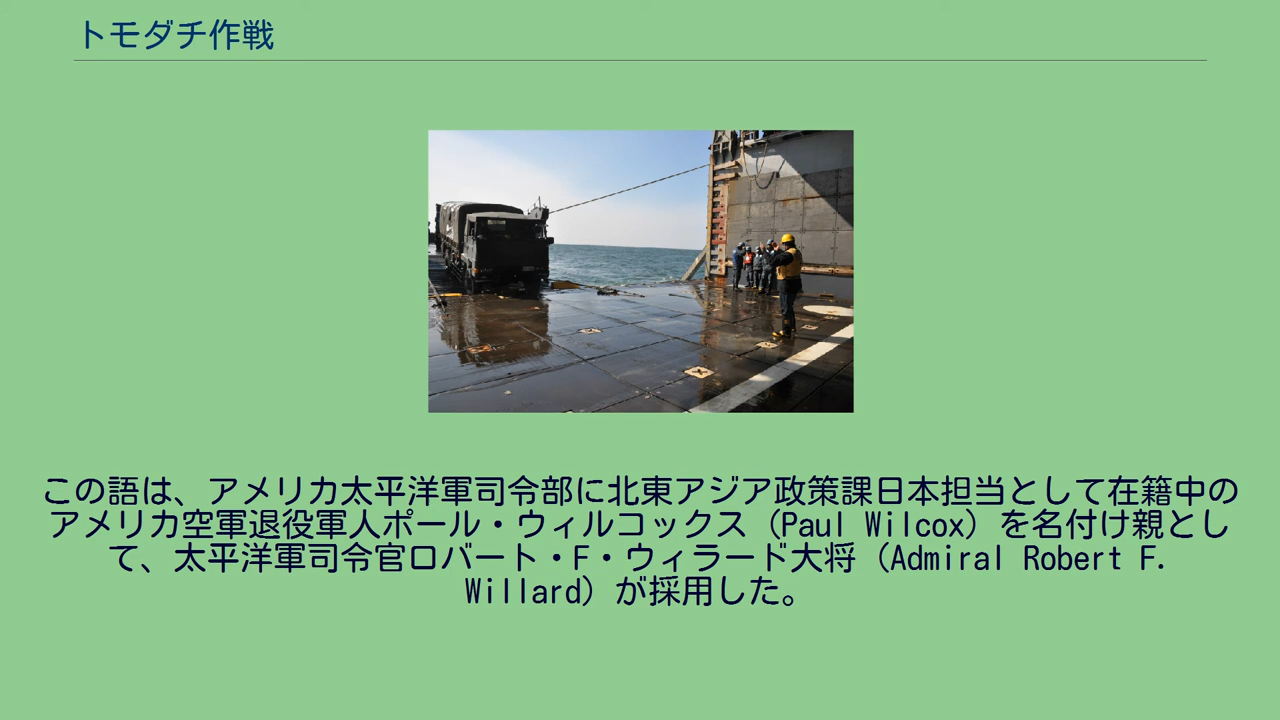 トモダチ作戦
この語は、アメリカ太平洋軍司令部に北東アジア政策課日本担当として在籍中の
アメリカ空軍退役軍人ポール・ウィルコックス（Paul Wilcox）を名付け親とし
て、太平洋軍司令官ロバート・F・ウィラード大将（Admiral Robert F.
Willard）が採用した。